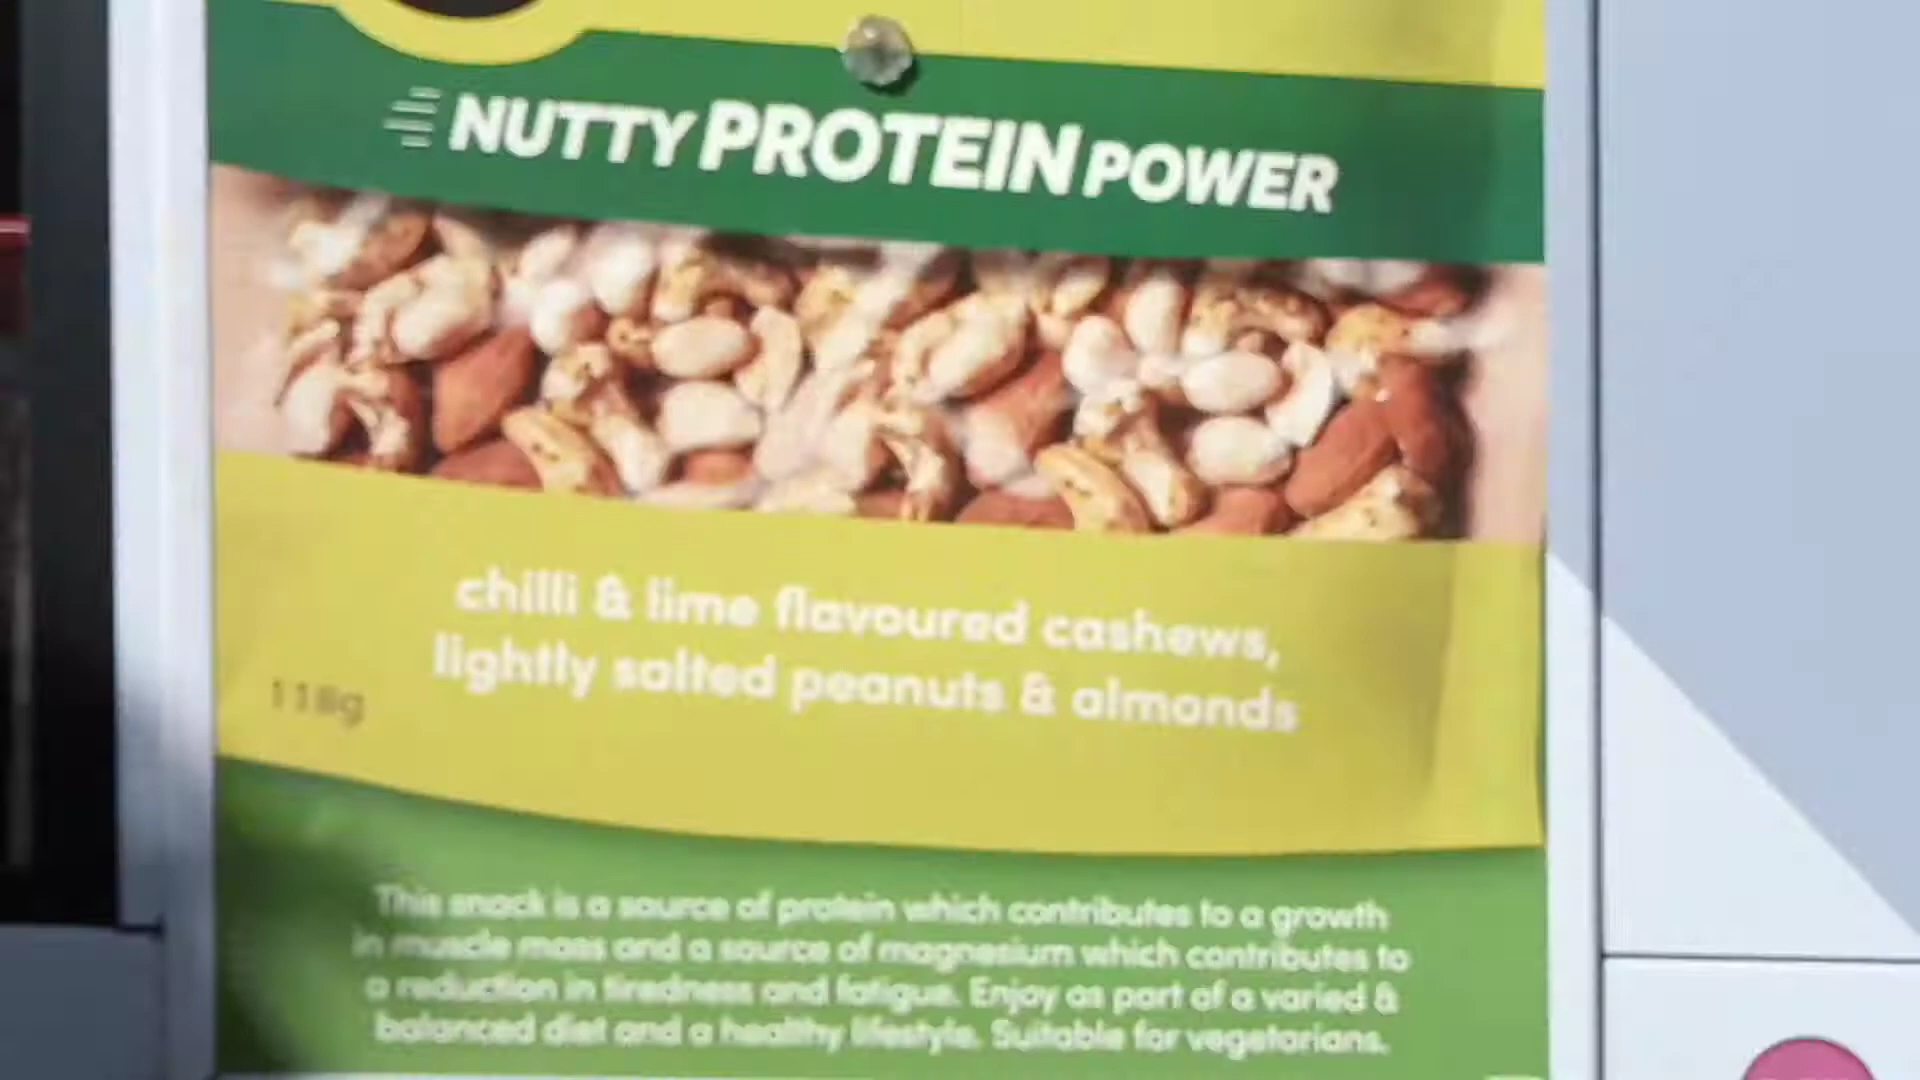 NUTTY PROTEIN POWER
chilli & lime flavoured cashews,
lightly salted peanuts & almonds
118g
This snack is a source of protein which contributes to a growth
in muscle mass and a source of magnesium which contributes to
a reduction in tiredness and fatigue. Enjoy as part of a varied &
balanced diet and a healthy lifestyle. Suitable for vegetarians.